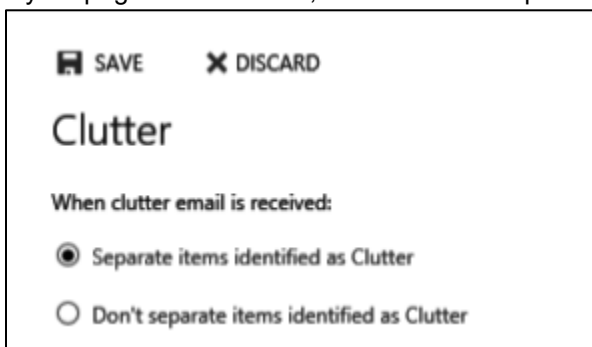 SAVE DISCARD
Clutter
When clutter email is received:
Separate items identified as Clutter
Don't separate items identified as Clutter